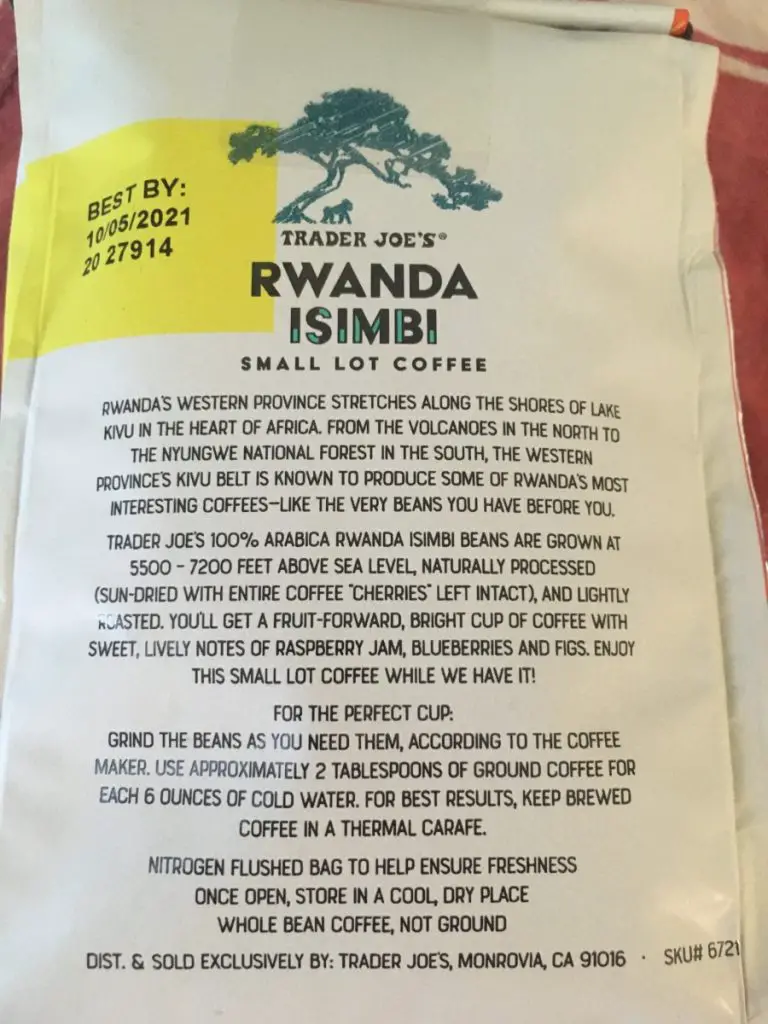 BEST BY:
10/05/2021
20 27914
TRADER JOE'S®
RWANDA
ISIMBI
SMALL LOT COFFEE
RWANDA'S WESTERN PROVINCE STRETCHES ALONG THE SHORES OF LAKE
KIVU IN THE HEART OF AFRICA. FROM THE VOLCANOES IN THE NORTH TO
THE NYUNGWE NATIONAL FOREST IN THE SOUTH, THE WESTERN
PROVINCE'S KIVU BELT IS KNOWN TO PRODUCE SOME OF RWANDA'S MOST
INTERESTING COFFEES—LIKE THE VERY BEANS YOU HAVE BEFORE YOU.
TRADER JOE'S 100% ARABICA RWANDA ISIMBI BEANS ARE GROWN AT
5500 – 7200 FEET ABOVE SEA LEVEL, NATURALLY PROCESSED
(SUN-DRIED WITH ENTIRE COFFEE "CHERRIES" LEFT INTACT), AND LIGHTLY
ROASTED. YOU'LL GET A FRUIT-FORWARD, BRIGHT CUP OF COFFEE WITH
SWEET, LIVELY NOTES OF RASPBERRY JAM, BLUEBERRIES AND FIGS. ENJOY
THIS SMALL LOT COFFEE WHILE WE HAVE IT!
FOR THE PERFECT CUP:
GRIND THE BEANS AS YOU NEED THEM, ACCORDING TO THE COFFEE
MAKER. USE APPROXIMATELY 2 TABLESPOONS OF GROUND COFFEE FOR
EACH 6 OUNCES OF COLD WATER. FOR BEST RESULTS, KEEP BREWED
COFFEE IN A THERMAL CARAFE.
NITROGEN FLUSHED BAG TO HELP ENSURE FRESHNESS
ONCE OPEN, STORE IN A COOL, DRY PLACE
WHOLE BEAN COFFEE, NOT GROUND
DIST. & SOLD EXCLUSIVELY BY: TRADER JOE'S, MONROVIA, CA 91016 · SKU# 6721